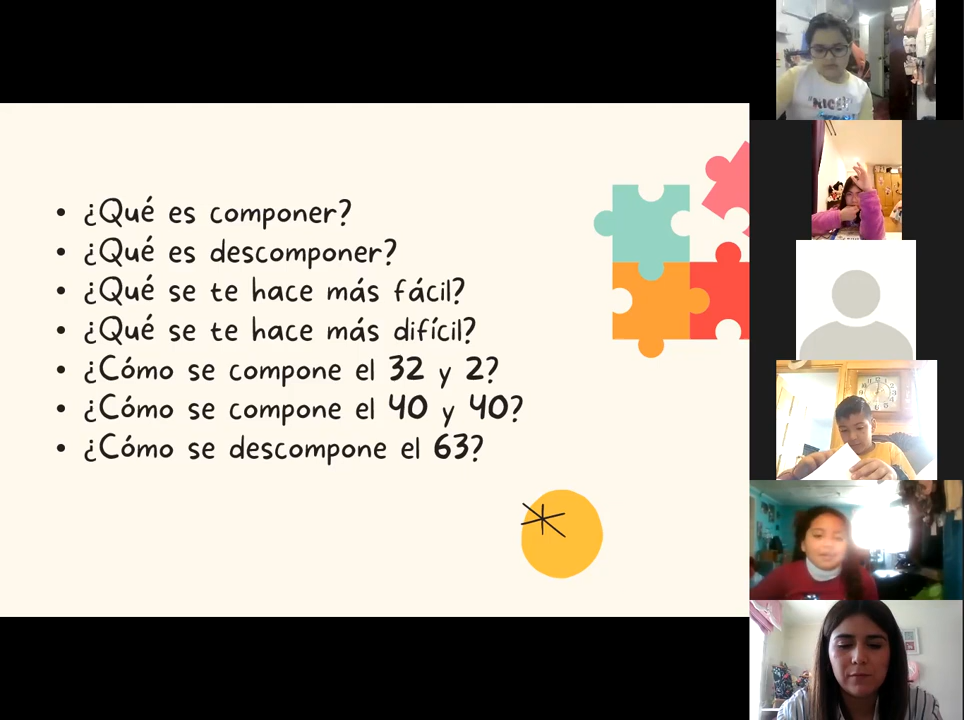 • ¿Qué es componer?
• ¿Qué es descomponer?
• ¿Qué se te hace más fácil?
• ¿Qué se te hace más difícil?
• ¿Cómo se compone el 32 y 2?
• ¿Cómo se compone el 40 y 40?
• ¿Cómo se descompone el 63?